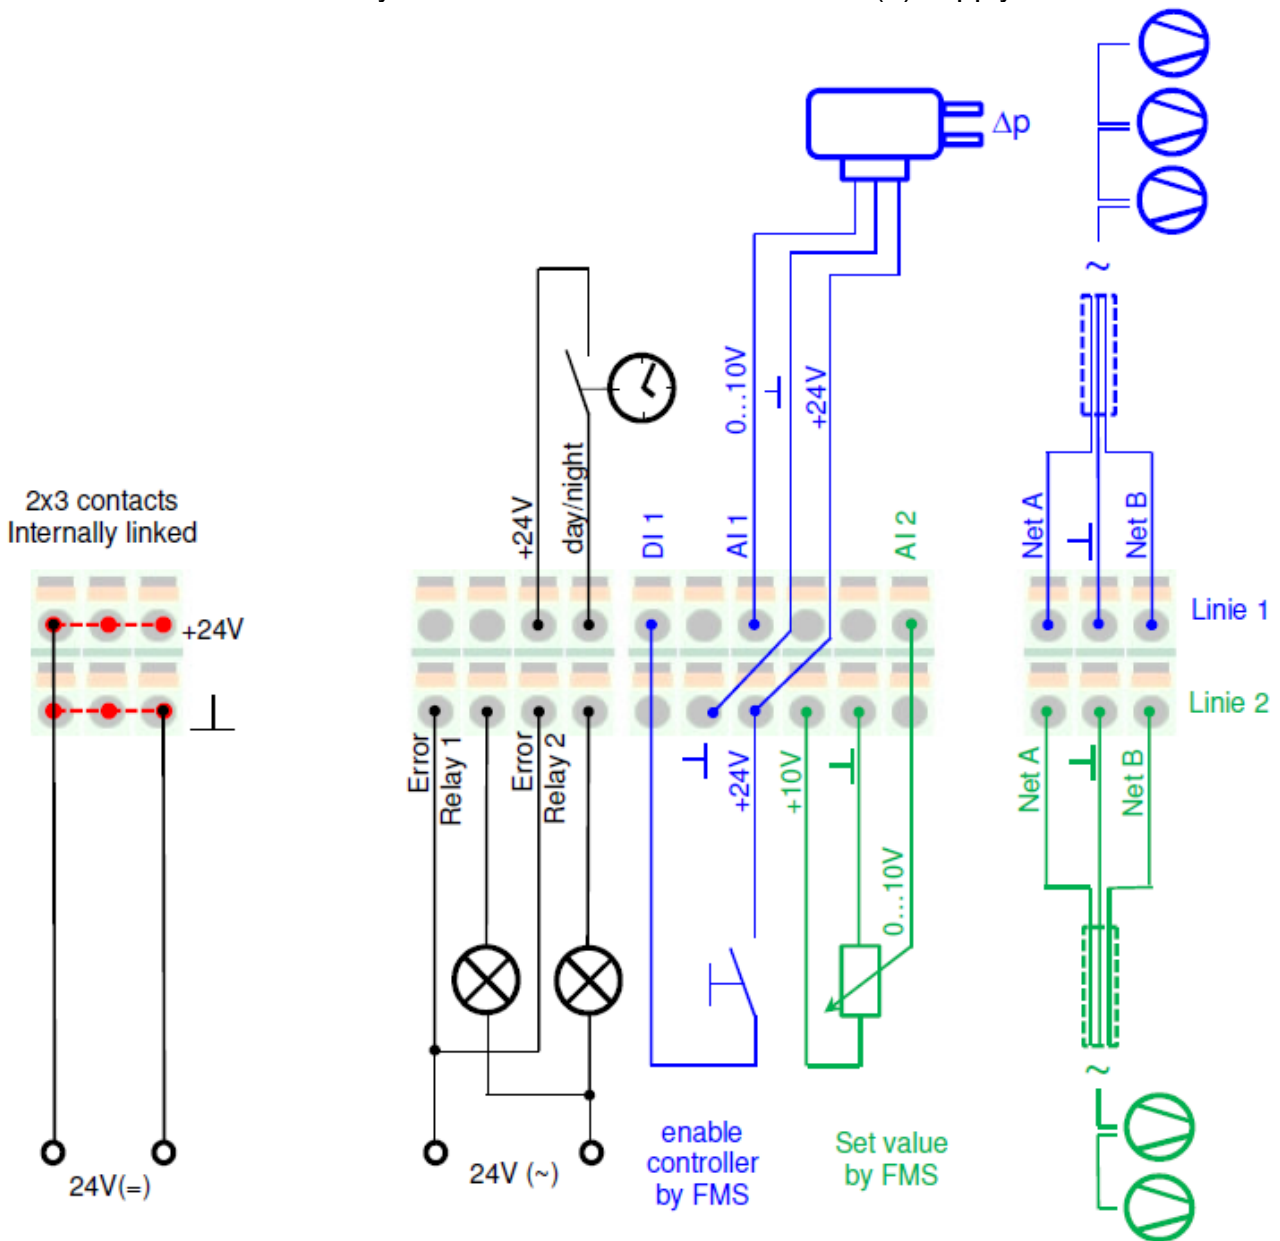 Δp
0...10V
+24V
2x3 contacts
Internally linked
+24V
day/night
DI 1
AI 1
AI 2
Net A
Net B
+24V
Linie 1
Linie 2
Error
Relay 1
Error
Relay 2
+24V
+10V
0...10V
Net A
Net B
enable
controller
by FMS
Set value
by FMS
24V(=)
24V (~)